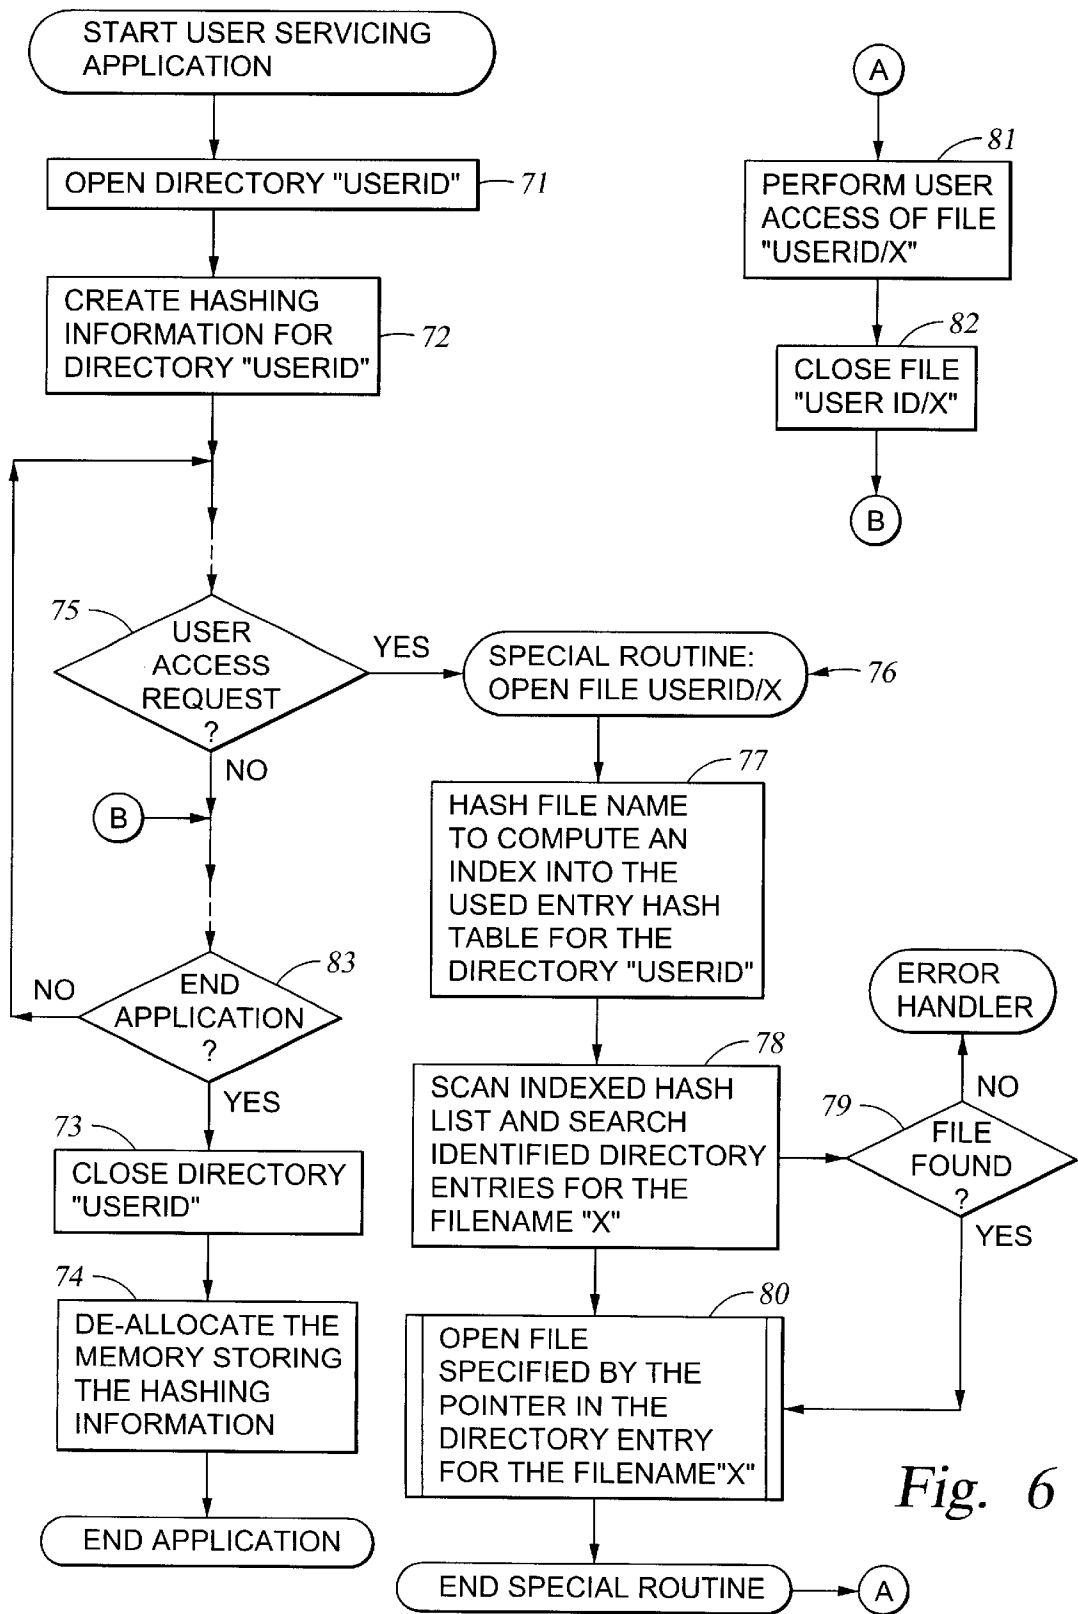 START USER SERVICING
APPLICATION
OPEN DIRECTORY "USERID"
71
CREATE HASHING
INFORMATION FOR
DIRECTORY "USERID"
72
75
USER
ACCESS
REQUEST
?
YES
NO
B
83
END
APPLICATION
?
NO
YES
73
CLOSE DIRECTORY
"USERID"
74
DE-ALLOCATE THE
MEMORY STORING
THE HASHING
INFORMATION
END APPLICATION
SPECIAL ROUTINE:
OPEN FILE USERID/X
76
77
HASH FILE NAME
TO COMPUTE AN
INDEX INTO THE
USED ENTRY HASH
TABLE FOR THE
DIRECTORY "USERID"
78
SCAN INDEXED HASH
LIST AND SEARCH
IDENTIFIED DIRECTORY
ENTRIES FOR THE
FILENAME "X"
ERROR
HANDLER
NO
79
FILE
FOUND
?
YES
80
OPEN FILE
SPECIFIED BY THE
POINTER IN THE
DIRECTORY ENTRY
FOR THE FILENAME"X"
END SPECIAL ROUTINE
A
A
81
PERFORM USER
ACCESS OF FILE
"USERID/X"
82
CLOSE FILE
"USER ID/X"
B
Fig. 6